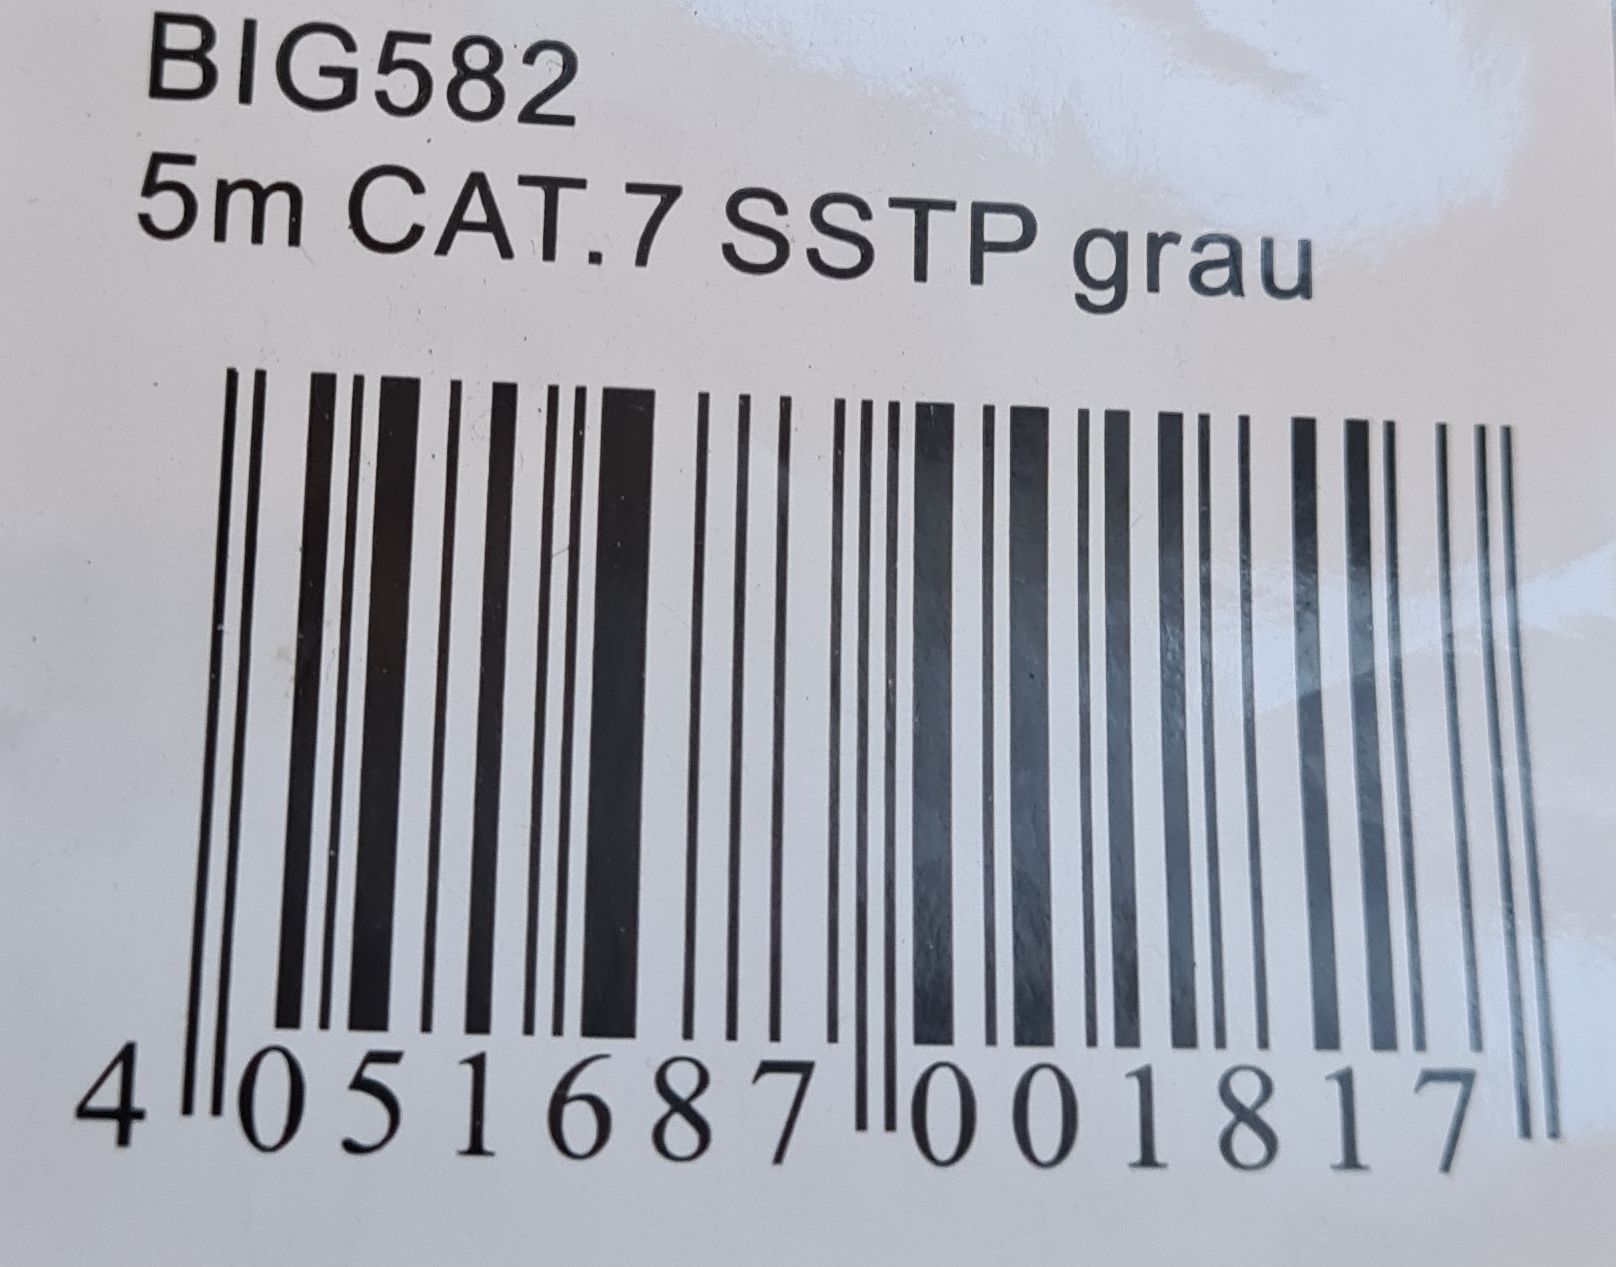 BIG582
5m CAT.7 SSTP grau
4 051687 001817